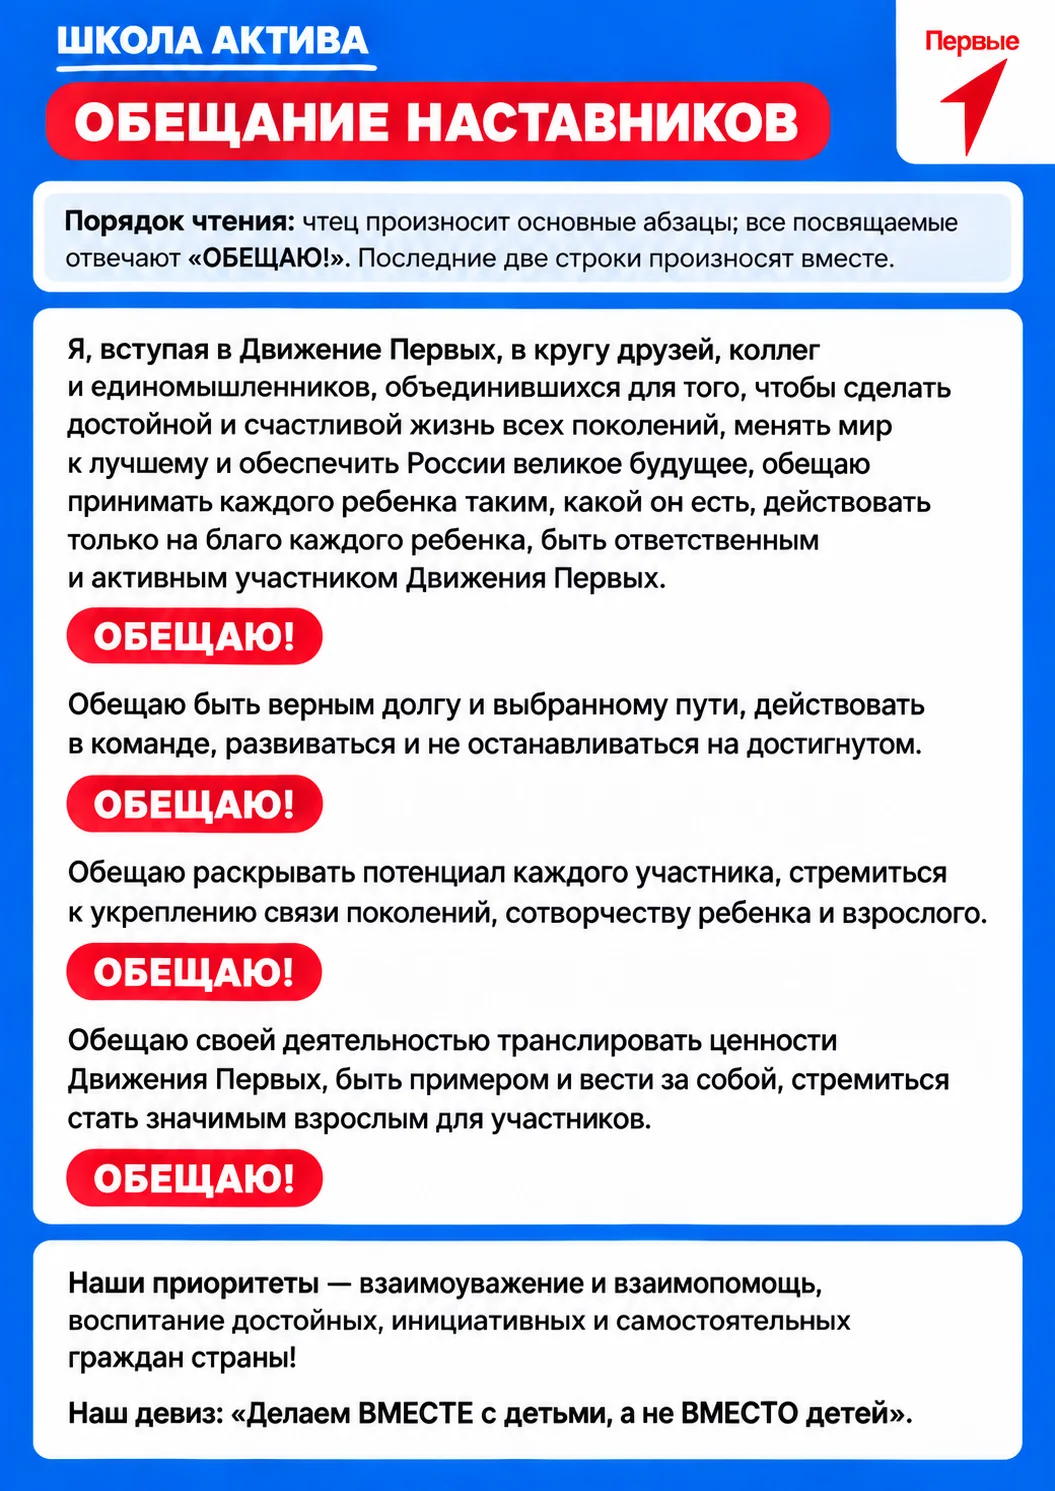 ШКОЛА АКТИВА
Первые
ОБЕЩАНИЕ НАСТАВНИКОВ
Порядок чтения: чтец произносит основные абзацы; все посвящаемые
отвечают «ОБЕЩАЮ!». Последние две строки произносят вместе.
Я, вступая в Движение Первых, в кругу друзей, коллег
и единомышленников, объединившихся для того, чтобы сделать
достойной и счастливой жизнь всех поколений, менять мир
к лучшему и обеспечить России великое будущее, обещаю
принимать каждого ребенка таким, какой он есть, действовать
только на благо каждого ребенка, быть ответственным
и активным участником Движения Первых.
ОБЕЩАЮ!
Обещаю быть верным долгу и выбранному пути, действовать
в команде, развиваться и не останавливаться на достигнутом.
ОБЕЩАЮ!
Обещаю раскрывать потенциал каждого участника, стремиться
к укреплению связи поколений, сотворчеству ребенка и взрослого.
ОБЕЩАЮ!
Обещаю своей деятельностью транслировать ценности
Движения Первых, быть примером и вести за собой, стремиться
стать значимым взрослым для участников.
ОБЕЩАЮ!
Наши приоритеты — взаимоуважение и взаимопомощь,
воспитание достойных, инициативных и самостоятельных
граждан страны!
Наш девиз: «Делаем ВМЕСТЕ с детьми, а не ВМЕСТО детей».